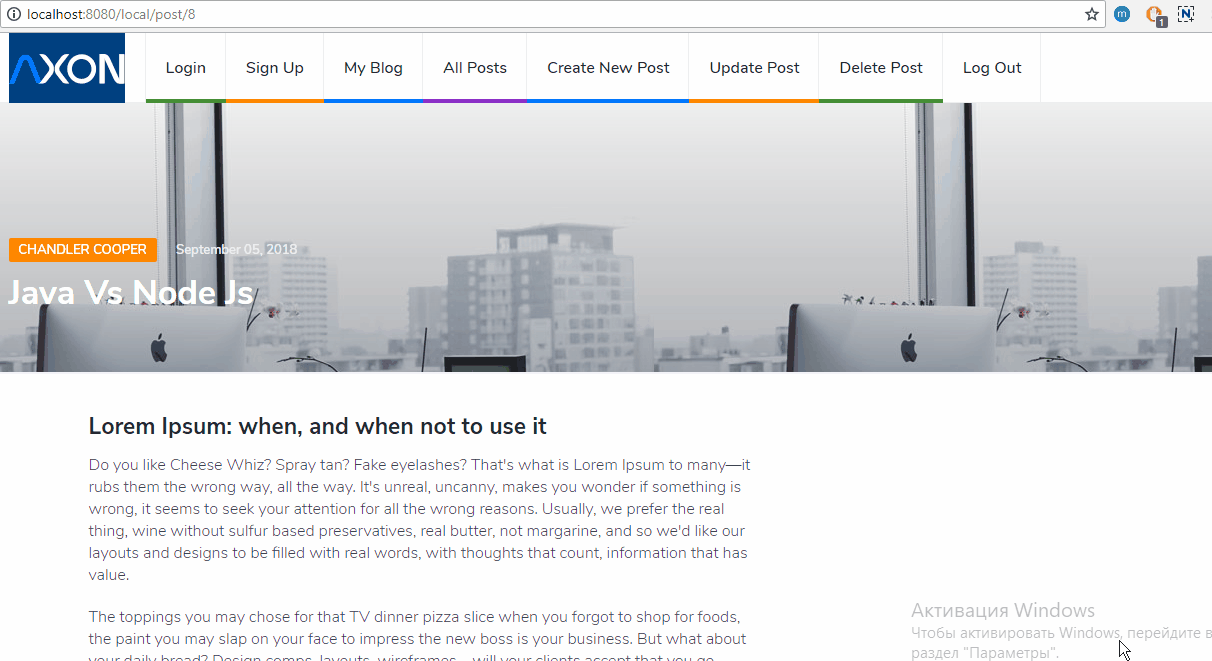 localhost:8080/local/post/8
m
1
N
AXON
Login
Sign Up
My Blog
All Posts
Create New Post
Update Post
Delete Post
Log Out
CHANDLER COOPER
September 05, 2018
Java Vs Node Js
Lorem Ipsum: when, and when not to use it
Do you like Cheese Whiz? Spray tan? Fake eyelashes? That's what is Lorem Ipsum to many—it
rubs them the wrong way, all the way. It's unreal, uncanny, makes you wonder if something is
wrong, it seems to seek your attention for all the wrong reasons. Usually, we prefer the real
thing, wine without sulfur based preservatives, real butter, not margarine, and so we'd like our
layouts and designs to be filled with real words, with thoughts that count, information that has
value.
The toppings you may chose for that TV dinner pizza slice when you forgot to shop for foods,
the paint you may slap on your face to impress the new boss is your business. But what about
your daily bread? Design comps, layouts, wireframes—will your clients accept that you go
Активация Windows
Чтобы активировать Windows, перейдите в
раздел "Параметры".